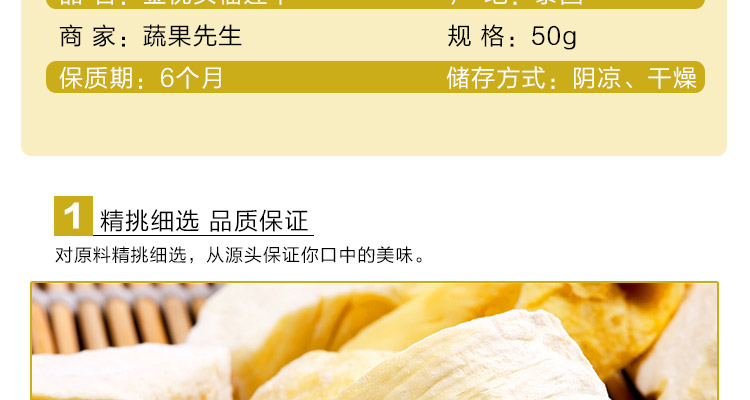 商 家：蔬果先生 规 格：50g
保质期：6个月 储存方式：阴凉、干燥
1 精挑细选 品质保证
对原料精挑细选，从源头保证你口中的美味。